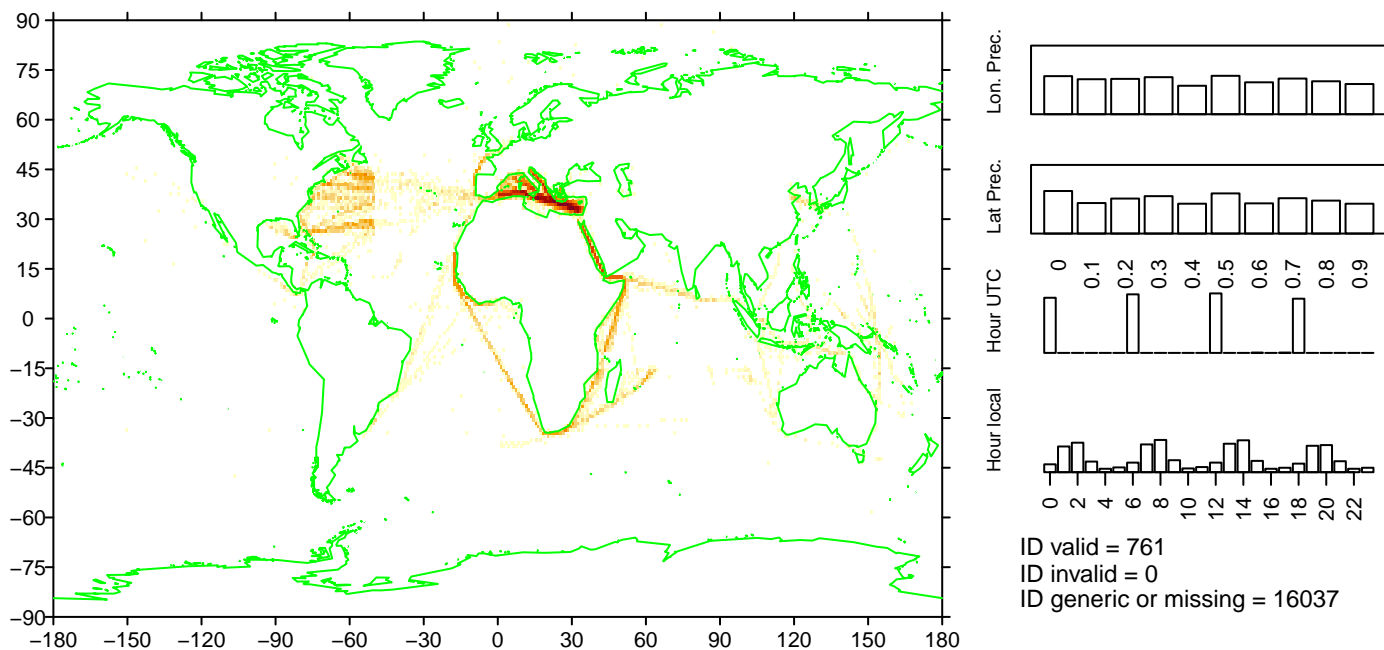 90
75
60
45
30
15
0
−15
−30
−45
−60
−75
−90
−180 −150 −120 −90 −60 −30 0 30 60 90 120 150 180
Lon. Prec.
Lat Prec.
0 0.1 0.2 0.3 0.4 0.5 0.6 0.7 0.8 0.9
Hour UTC
Hour local
0 2 4 6 8 10 12 14 16 18 20 22
ID valid = 761
ID invalid = 0
ID generic or missing = 16037